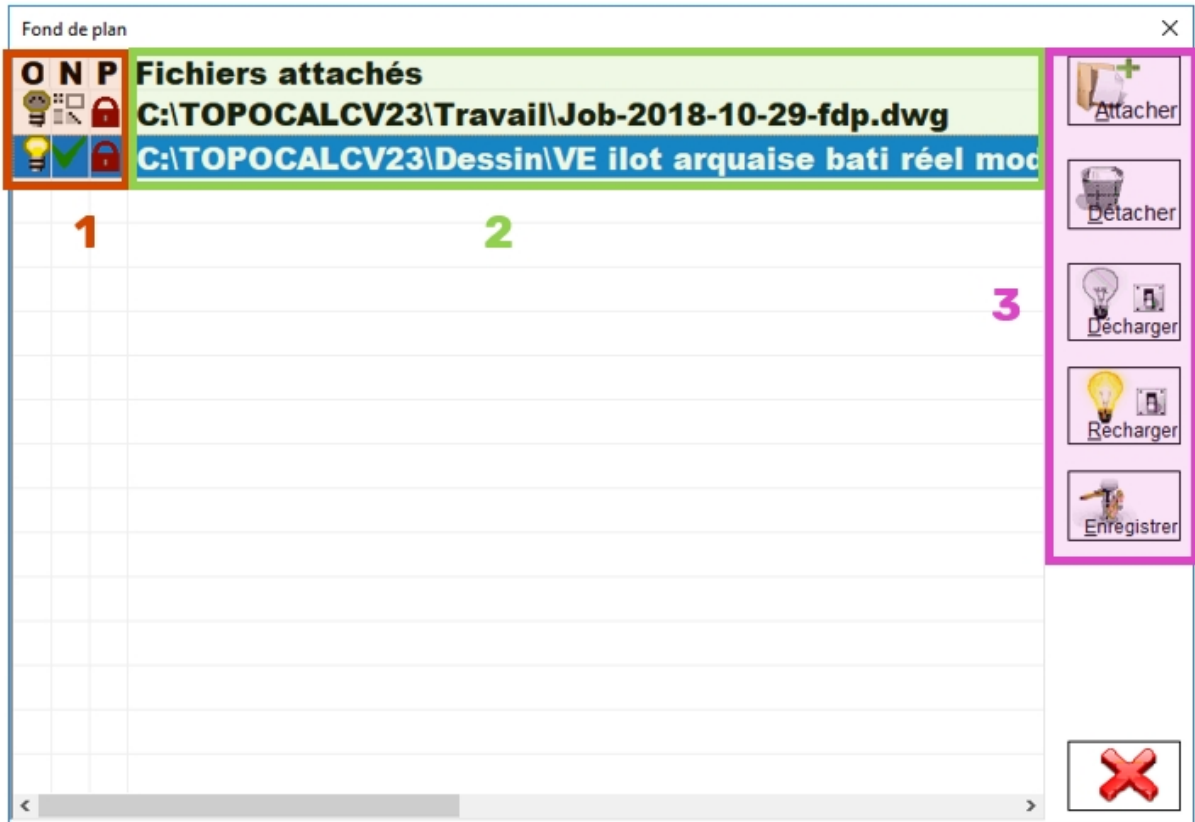 Fond de plan
O N P Fichiers attachés
C:\TOPOCALCV23\Travail\Job-2018-10-29-fdp.dwg
C:\TOPOCALCV23\Dessin\VE ilot arquaise bati réel mod
1
2
3
Attacher
Détacher
Décharger
Recharger
Enregistrer